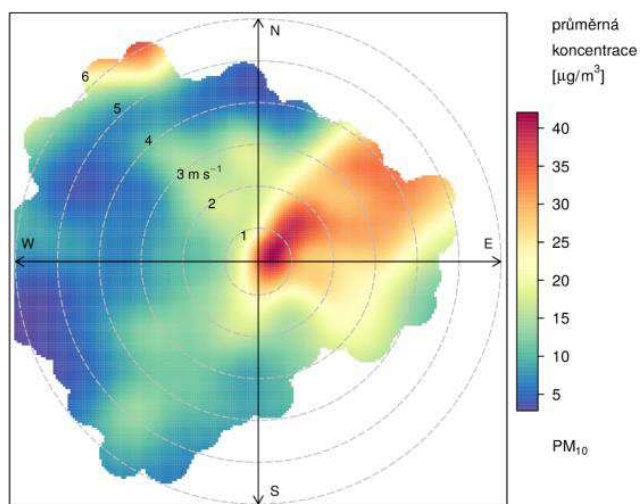 N
průměrná
koncentrace
[μg/m³]
6
5
4
3 m s⁻¹
2
1
W
E
S
40
35
30
25
20
15
10
5
PM₁₀